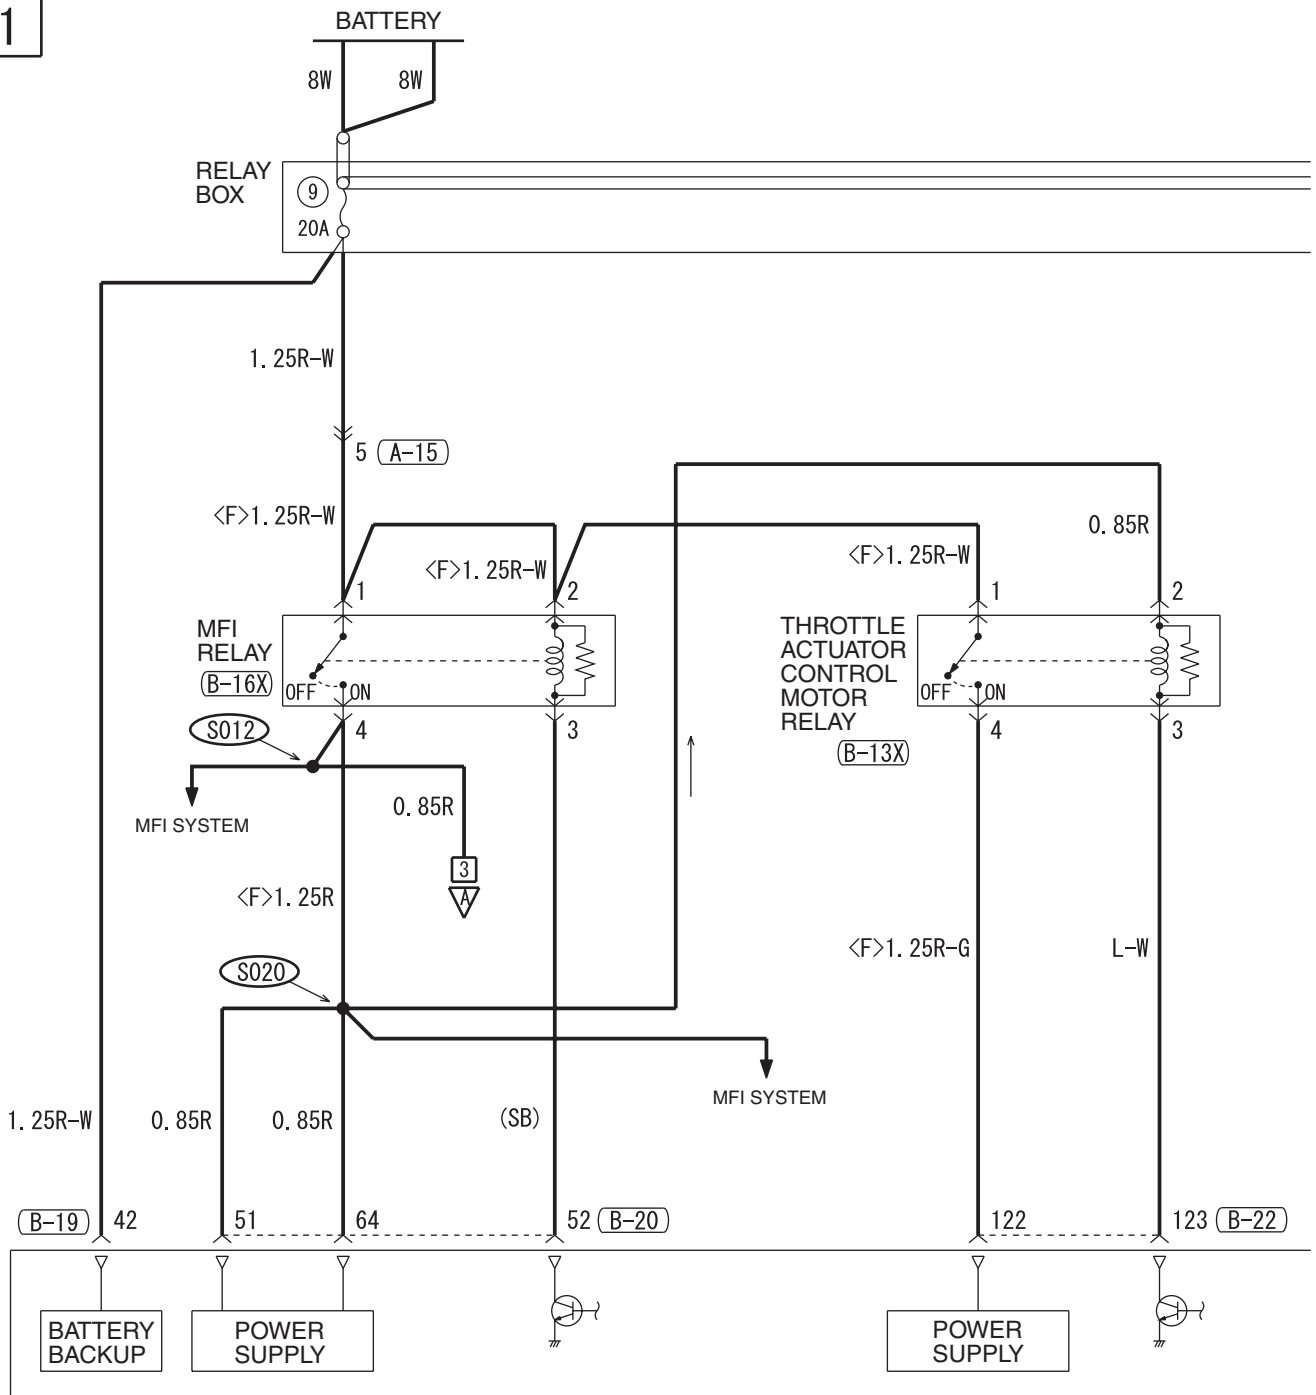 1
BATTERY
8W
8W
RELAY
BOX
9
20A
1.25R-W
5
A-15
<F>1.25R-W
<F>1.25R-W
<F>1.25R-W
0.85R
1
2
1
2
MFI
RELAY
B-16X
OFF
ON
THROTTLE
ACTUATOR
CONTROL
MOTOR
RELAY
B-13X
OFF
ON
4
3
4
3
S012
MFI SYSTEM
0.85R
3
A
<F>1.25R
<F>1.25R-G
L-W
S020
MFI SYSTEM
1.25R-W
0.85R
0.85R
(SB)
B-19
42
51
64
52
B-20
122
123
B-22
BATTERY
BACKUP
POWER
SUPPLY
POWER
SUPPLY